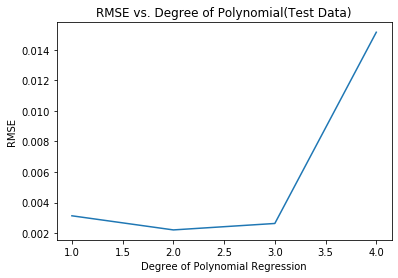 RMSE vs. Degree of Polynomial(Test Data)
RMSE
0.014
0.012
0.010
0.008
0.006
0.004
0.002
1.0 1.5 2.0 2.5 3.0 3.5 4.0
Degree of Polynomial Regression